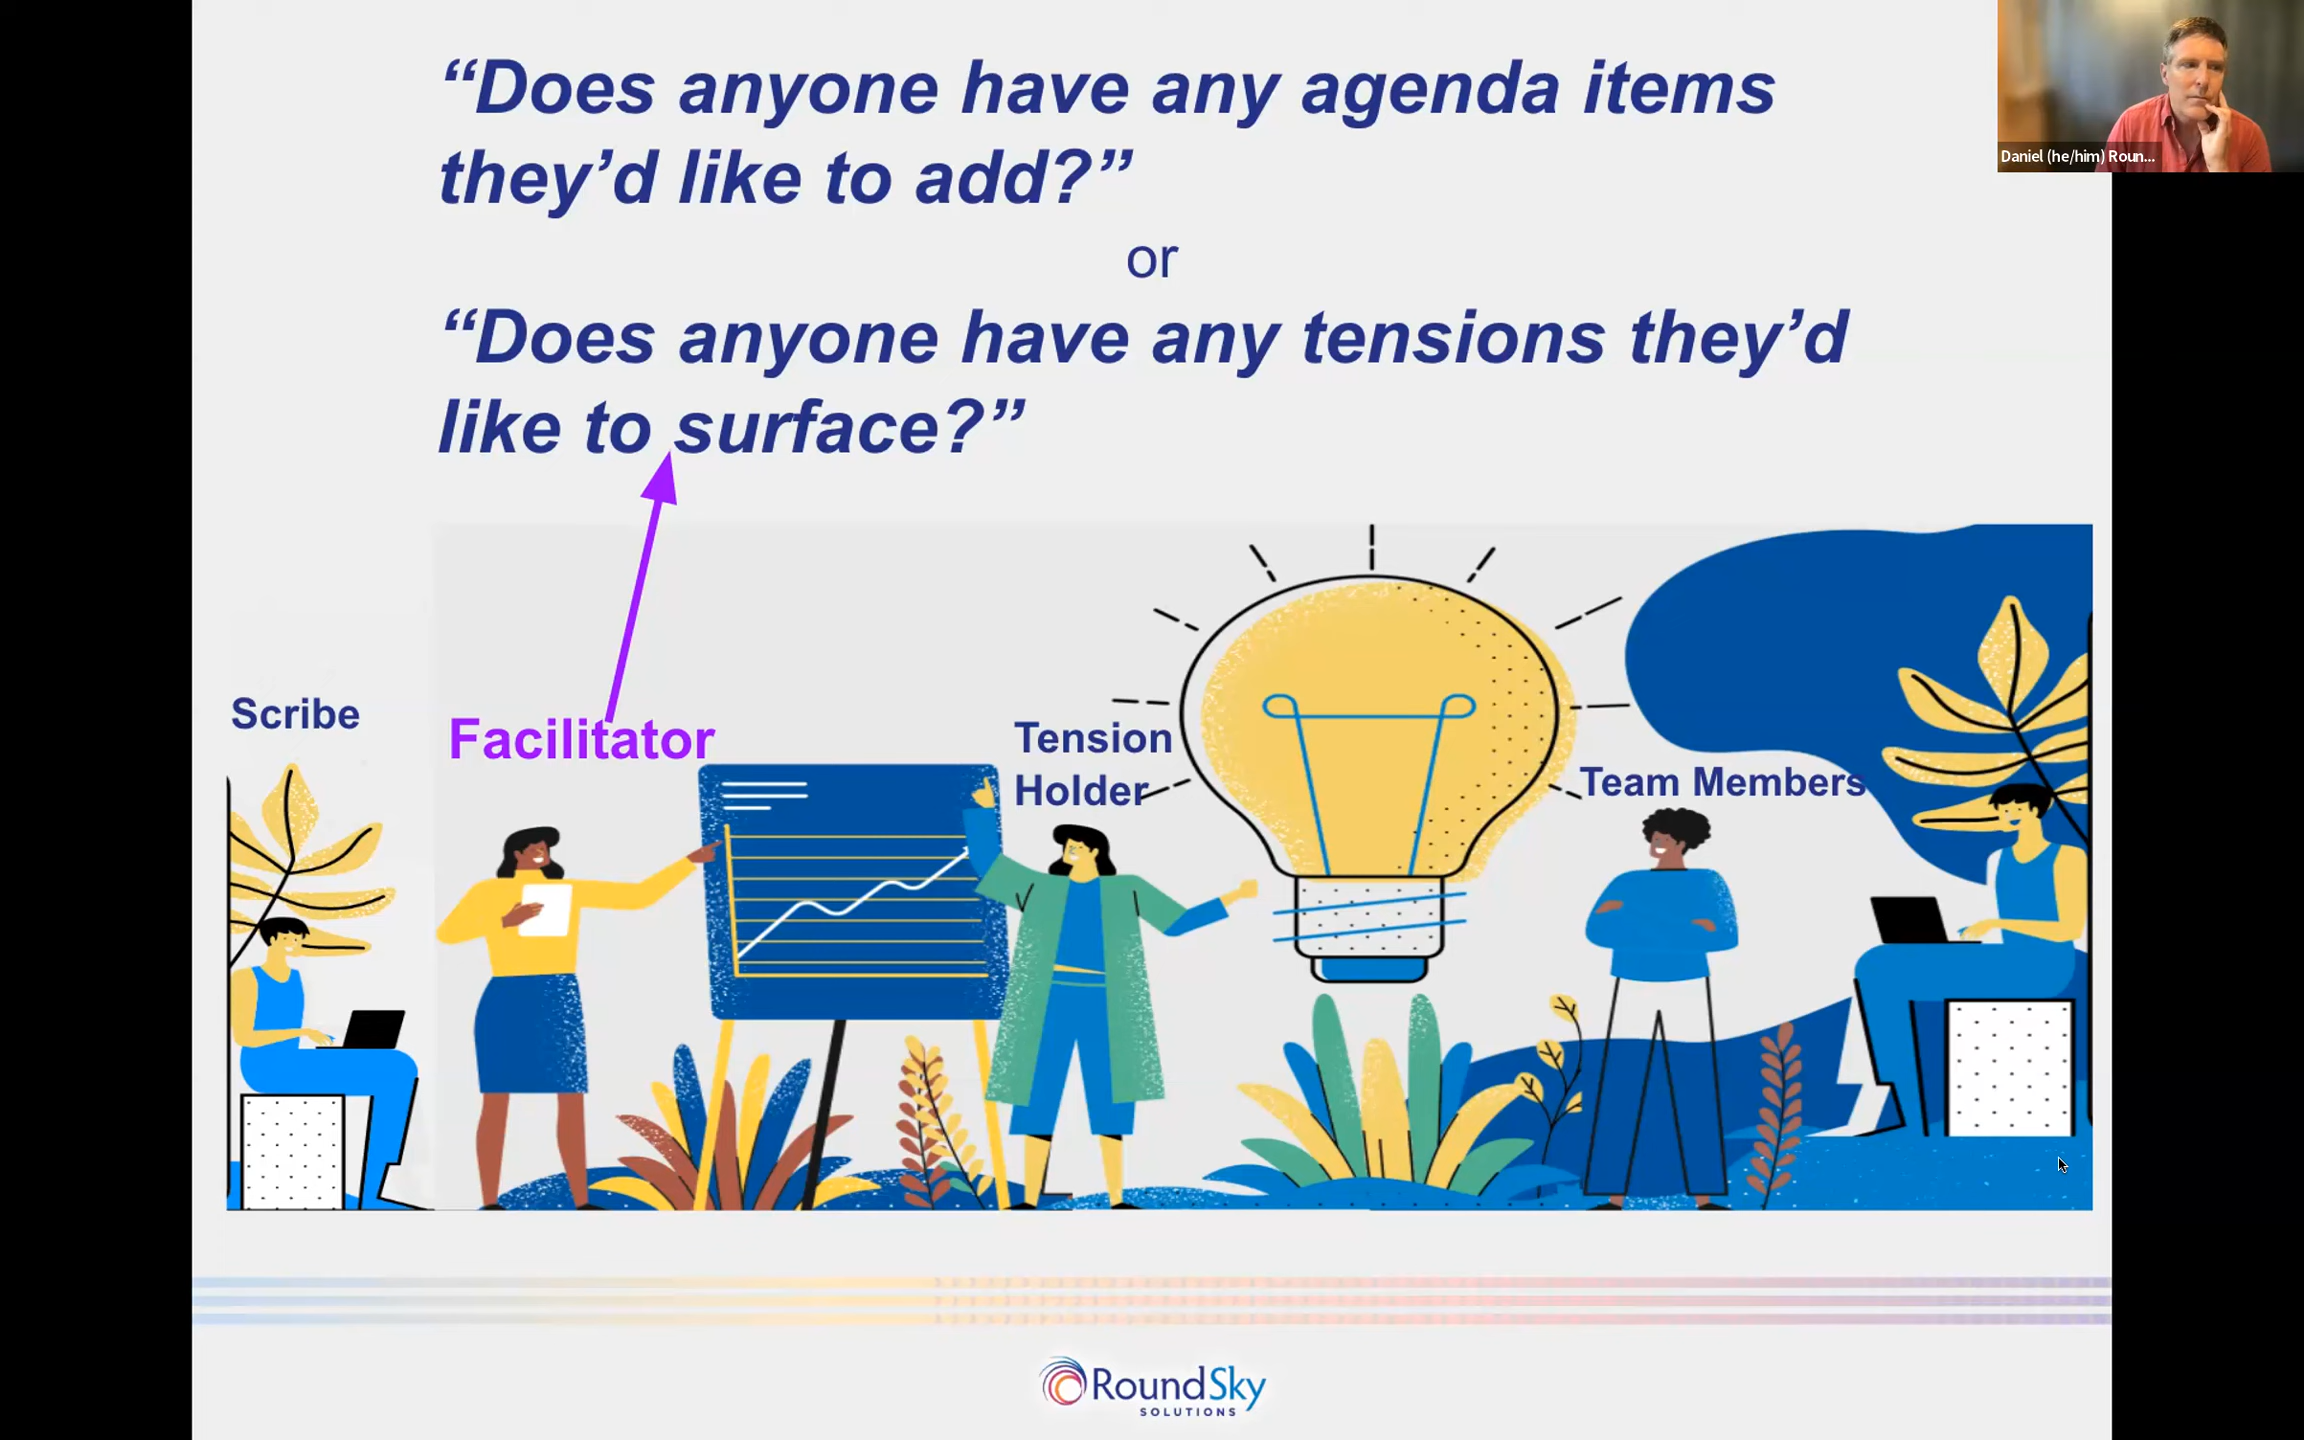 “Does anyone have any agenda items
they’d like to add?”
or
“Does anyone have any tensions they’d
like to surface?”
Daniel (he/him) Roun...
Scribe
Facilitator
Tension
Holder
Team Members
RoundSky
SOLUTIONS